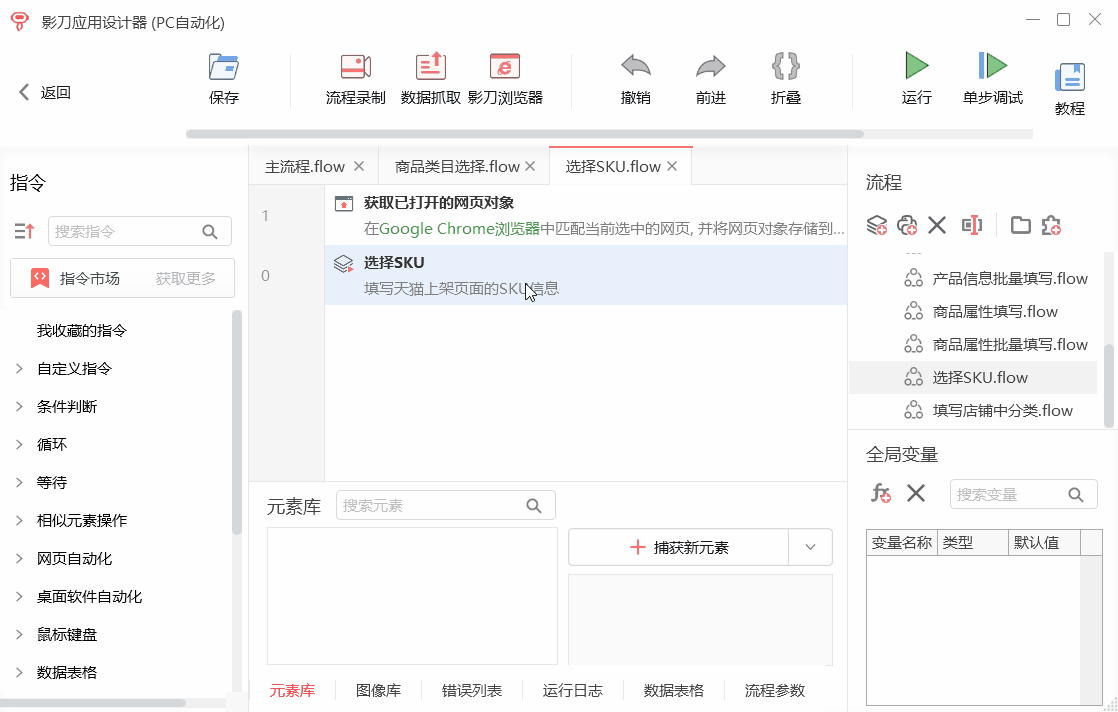 影刀应用设计器 (PC自动化)
返回
保存
流程录制
数据抓取
影刀浏览器
撤销
前进
折叠
运行
单步调试
教程
指令
搜索指令
指令市场
获取更多
我收藏的指令
自定义指令
条件判断
循环
等待
相似元素操作
网页自动化
桌面软件自动化
鼠标键盘
数据表格
主流程.flow
商品类目选择.flow
选择SKU.flow
1
获取已打开的网页对象
在Google Chrome浏览器中匹配当前选中的网页, 并将网页对象存储到...
0
选择SKU
填写天猫上架页面的SKU信息
元素库
搜索元素
捕获新元素
元素库
图像库
错误列表
运行日志
数据表格
流程参数
流程
产品信息批量填写.flow
商品属性填写.flow
商品属性批量填写.flow
选择SKU.flow
填写店铺中分类.flow
全局变量
搜索变量
变量名称
类型
默认值